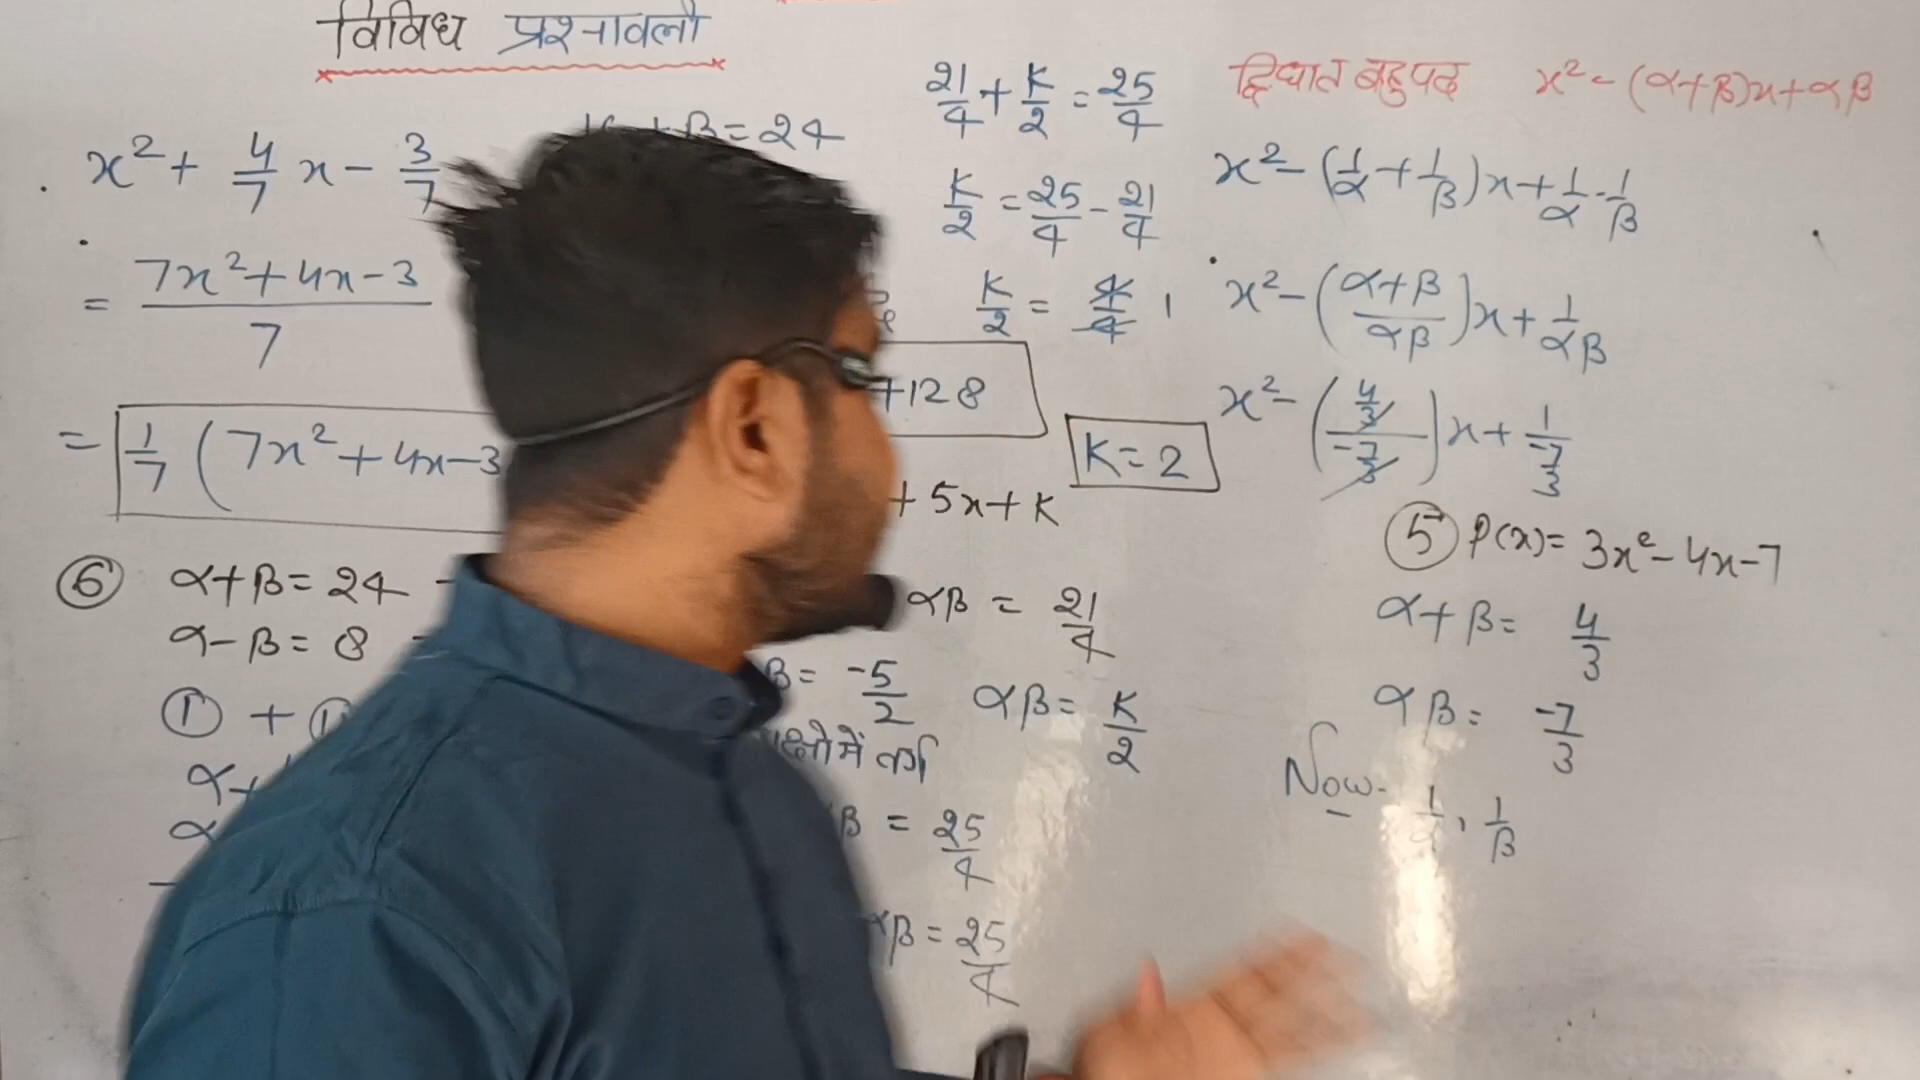 विविध प्रश्नावली
x² + 4/7 x - 3/7
= 7x² + 4x - 3 / 7
= 1/7 ( 7x² + 4x - 3
⑥ α + β = 24
α - β = 8
① +
α +
α
β = 24
+128
+ 5x + K
αβ = 21/4
β = -5/2 αβ = K/2
में
β = 25/4
αβ = 25/4
21/4 + K/2 = 25/4
K/2 = 25/4 - 21/4
K/2 = 4/4 1
K = 2
द्विघात बहुपद x² - (α+β)x + αβ
x² - (1/α + 1/β)x + 1/α · 1/β
x² - (α+β / αβ)x + 1/αβ
x² - (4/3 / -7/3)x + 1/-7/3
⑤ P(x) = 3x² - 4x - 7
α + β = 4/3
αβ = -7/3
Now - 1/α , 1/β